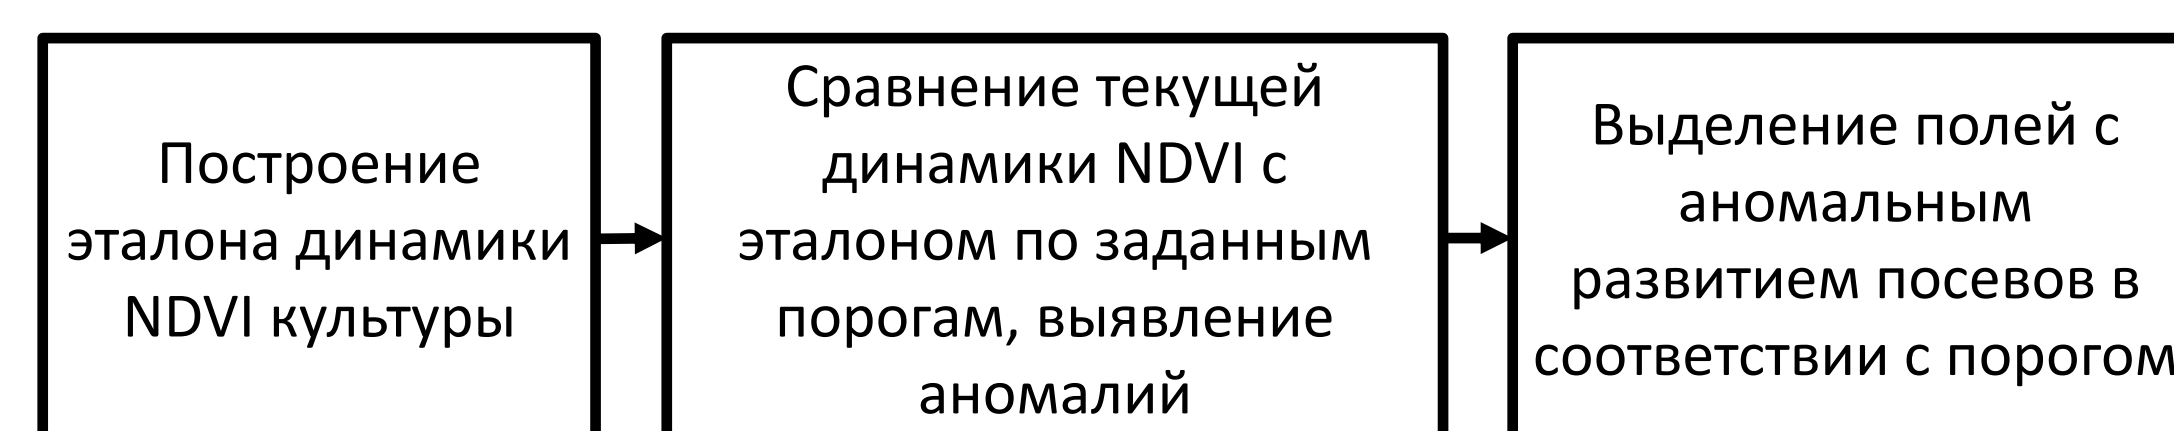 Построение
эталона динамики
NDVI культуры
Сравнение текущей
динамики NDVI с
эталоном по заданным
порогам, выявление
аномалий
Выделение полей с
аномальным
развитием посевов в
соответствии с порогом